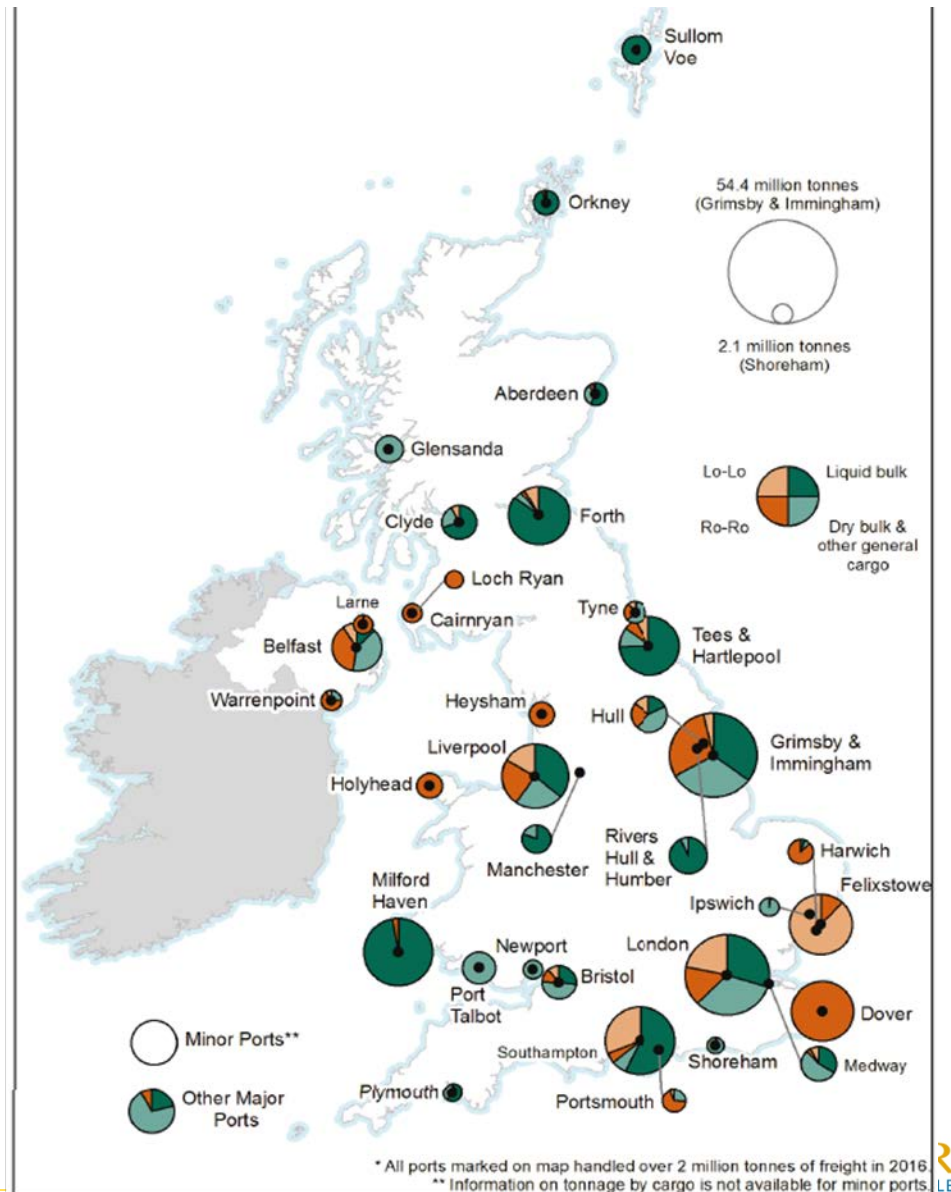 Sullom
Voe
54.4 million tonnes
(Grimsby & Immingham)
Orkney
2.1 million tonnes
(Shoreham)
Aberdeen
Glensanda
Lo-Lo
Liquid bulk
Clyde
Forth
Ro-Ro
Dry bulk &
other general
cargo
Loch Ryan
Larne
Cairnryan
Tyne
Belfast
Tees &
Hartlepool
Warrenpoint
Heysham
Hull
Liverpool
Grimsby &
Immingham
Holyhead
Manchester
Rivers
Hull &
Humber
Harwich
Milford
Haven
Felixstowe
Ipswich
Newport
London
Bristol
Port
Talbot
Dover
Minor Ports**
Southampton
Shoreham
Medway
Plymouth
Portsmouth
Other Major
Ports
* All ports marked on map handled over 2 million tonnes of freight in 2016.
** Information on tonnage by cargo is not available for minor ports.